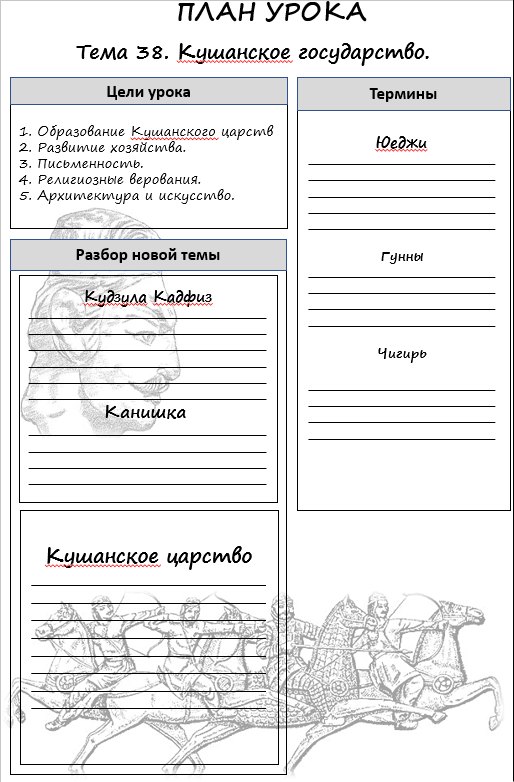 ПЛАН УРОКА
Тема 38. Кушанское государство.
Цели урока
1. Образование Кушанского царств
2. Развитие хозяйства.
3. Письменность.
4. Религиозные верования.
5. Архитектура и искусство.
Разбор новой темы
Кудзула Кадфиз
Канишка
Кушанское царство
Термины
Юеджи
Гунны
Чигирь